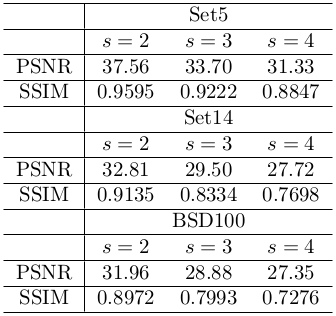 Set5
s = 2 s = 3 s = 4
PSNR 37.56 33.70 31.33
SSIM 0.9595 0.9222 0.8847
Set14
s = 2 s = 3 s = 4
PSNR 32.81 29.50 27.72
SSIM 0.9135 0.8334 0.7698
BSD100
s = 2 s = 3 s = 4
PSNR 31.96 28.88 27.35
SSIM 0.8972 0.7993 0.7276